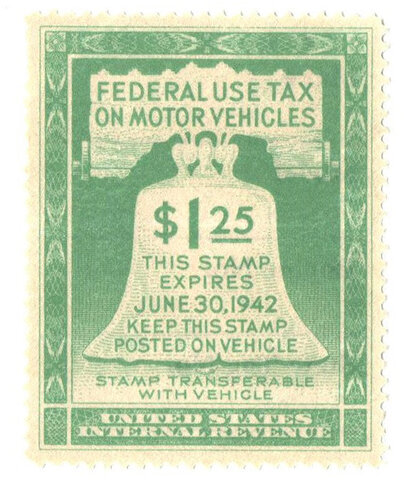 FEDERAL USE TAX
ON MOTOR VEHICLES
$1.25
THIS STAMP
EXPIRES
JUNE 30, 1942
KEEP THIS STAMP
POSTED ON VEHICLE
STAMP TRANSFERABLE
WITH VEHICLE
UNITED STATES
INTERNAL REVENUE